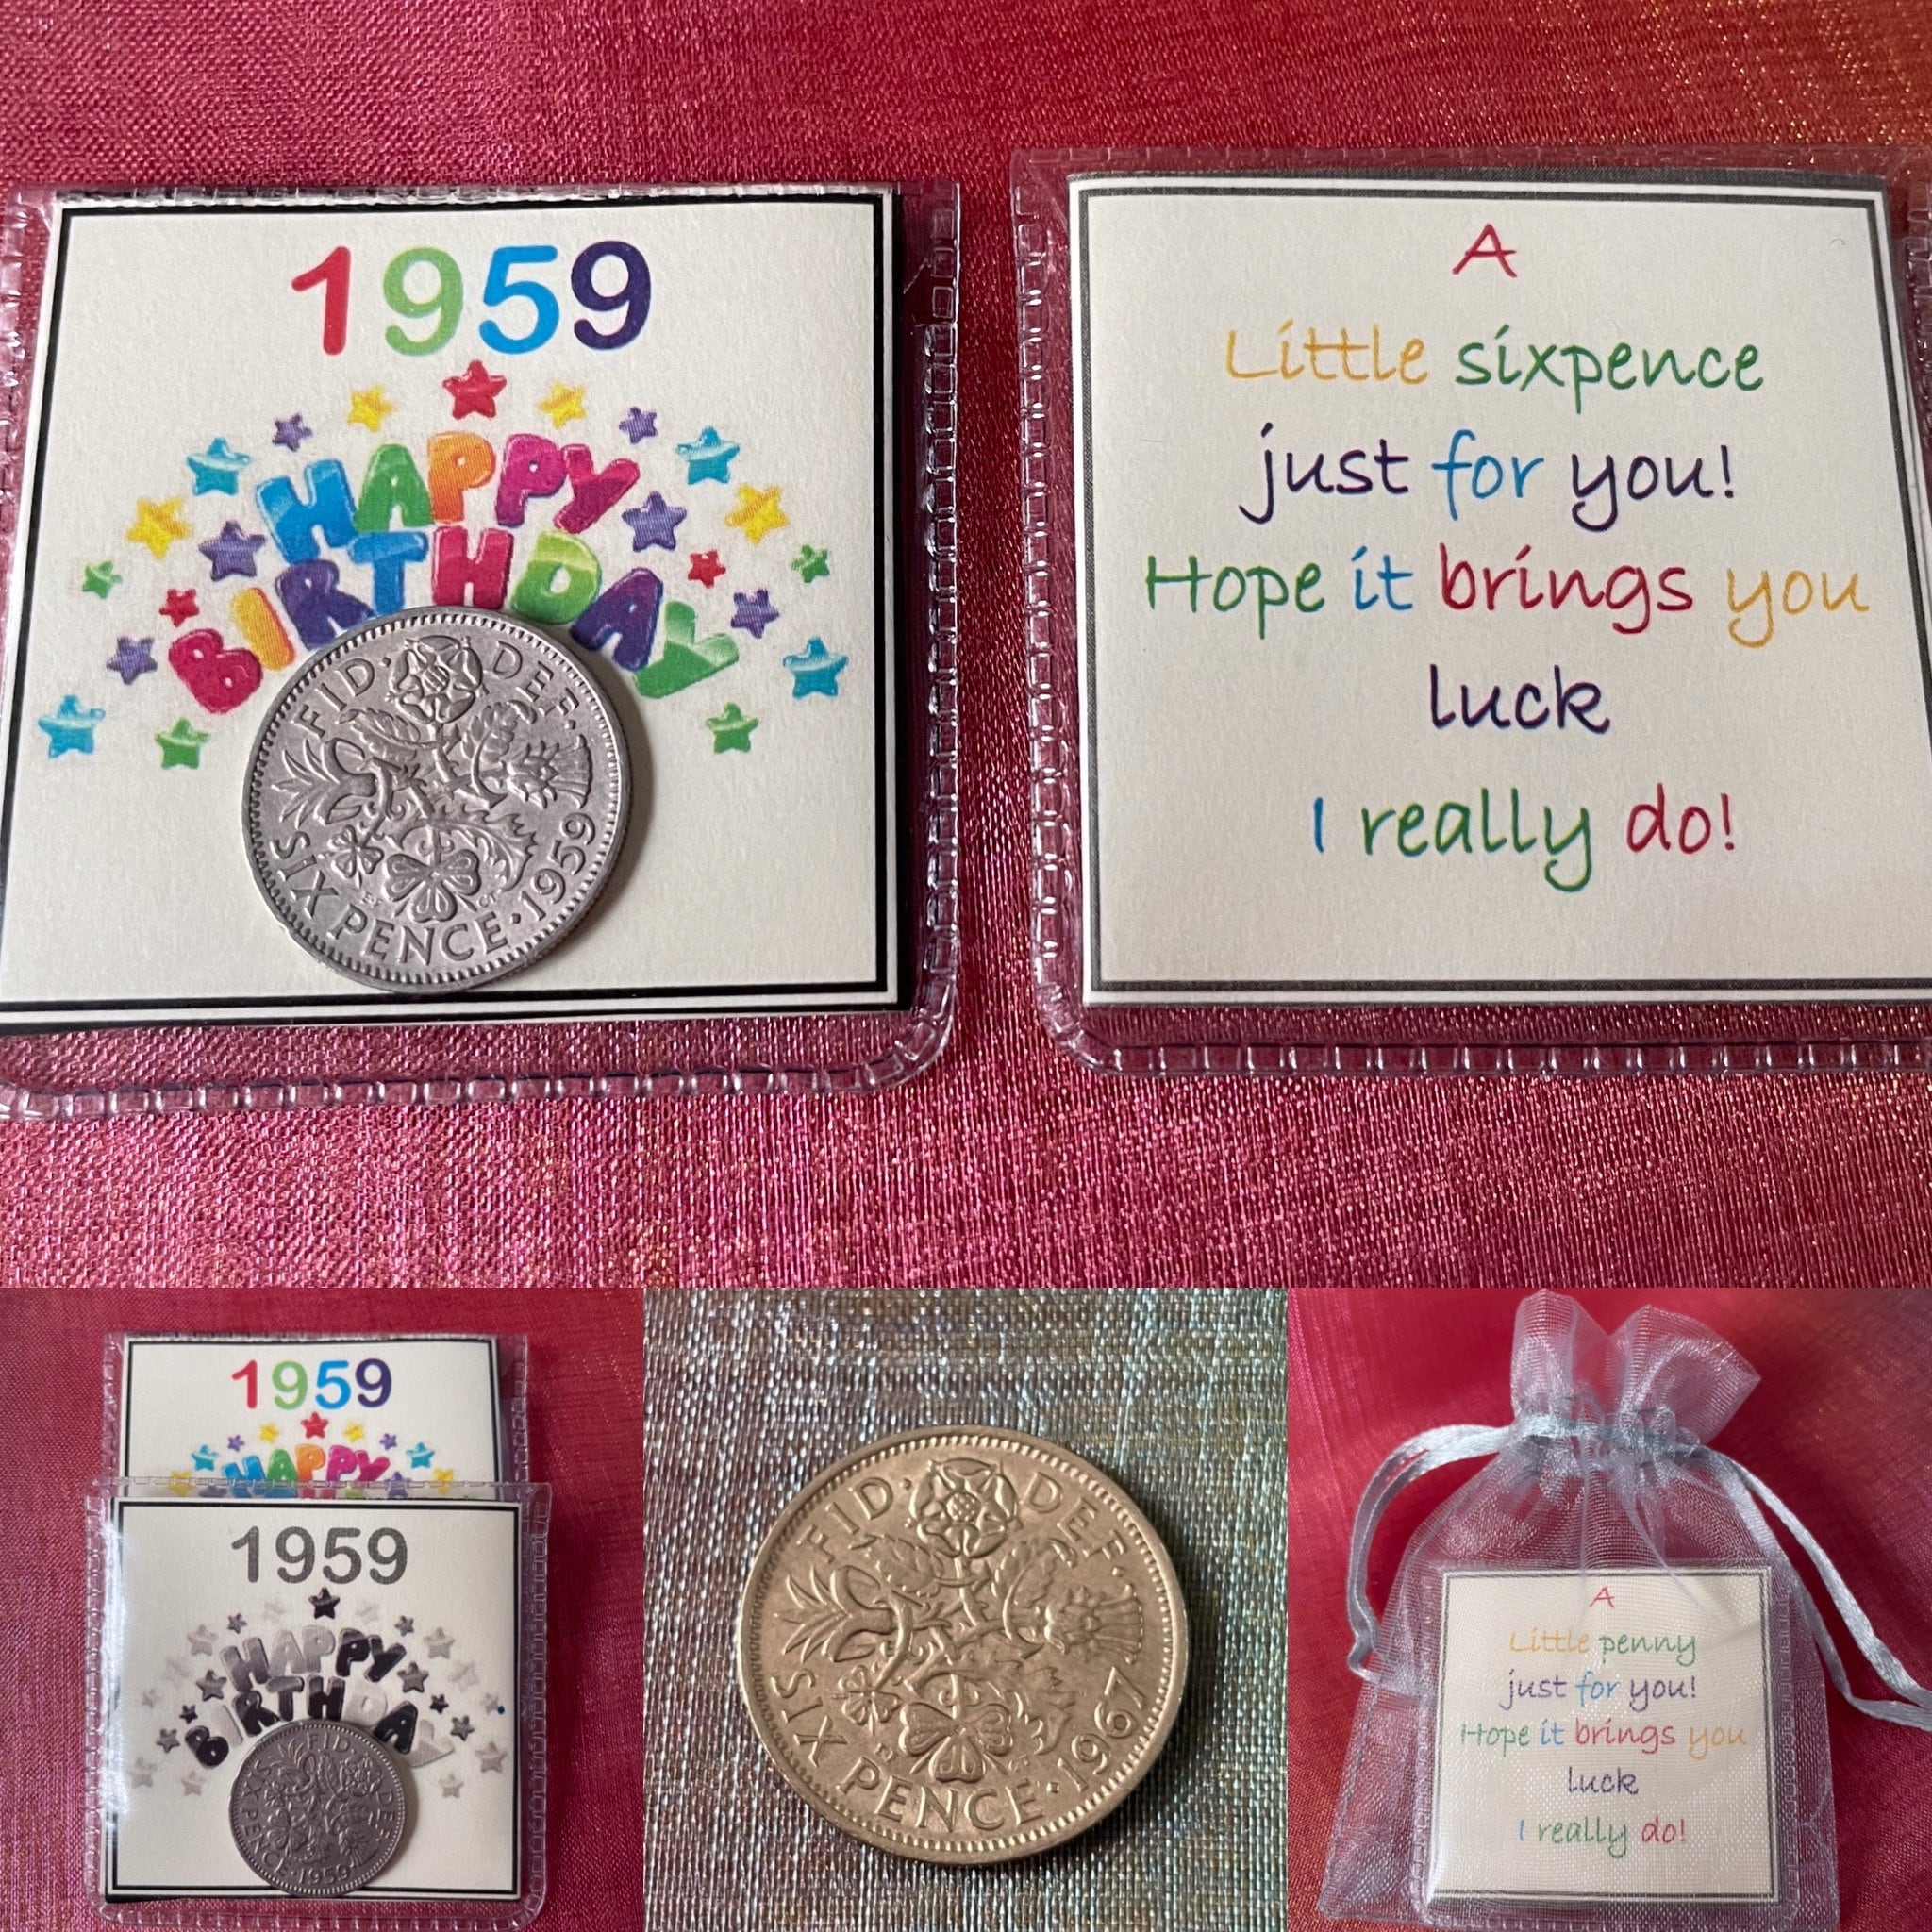 1959
HAPPY
BIRTHDAY
FID · DEF ·
SIX PENCE · 1959
A
Little sixpence
just for you!
Hope it brings you
luck
I really do!
1959
HAPPY
1959
HAPPY
BIRTHDAY
FID DEF
SIX PENCE · 1959
FID · DEF ·
SIX PENCE · 1967
A
Little penny
just for you!
Hope it brings you
luck
I really do!